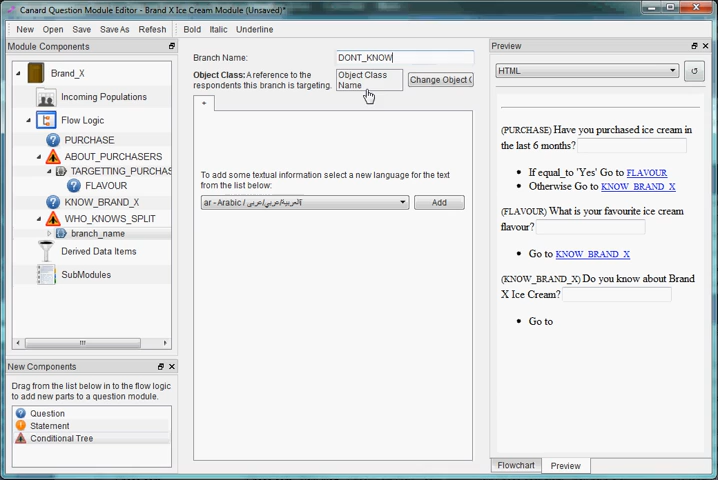 Canard Question Module Editor - Brand X Ice Cream Module (Unsaved)*
New Open Save Save As Refresh Bold Italic Underline
Module Components
Brand_X
Incoming Populations
Flow Logic
PURCHASE
ABOUT_PURCHASERS
TARGETTING_PURCHAS
FLAVOUR
KNOW_BRAND_X
WHO_KNOWS_SPLIT
branch_name
Derived Data Items
SubModules
New Components
Drag from the list below in to the flow logic
to add new parts to a question module.
Question
Statement
Conditional Tree
Branch Name: DONT_KNOW
Object Class: A reference to the
respondents this branch is targeting.
Object Class
Name
Change Object C
+
To add some textual information select a new language for the text
from the list below:
ar - Arabic /
Add
Preview
HTML
(PURCHASE) Have you purchased ice cream in
the last 6 months?
If equal_to 'Yes' Go to FLAVOUR
Otherwise Go to KNOW_BRAND_X
(FLAVOUR) What is your favourite ice cream
flavour?
Go to KNOW_BRAND_X
(KNOW_BRAND_X) Do you know about Brand
X Ice Cream?
Go to
Flowchart Preview